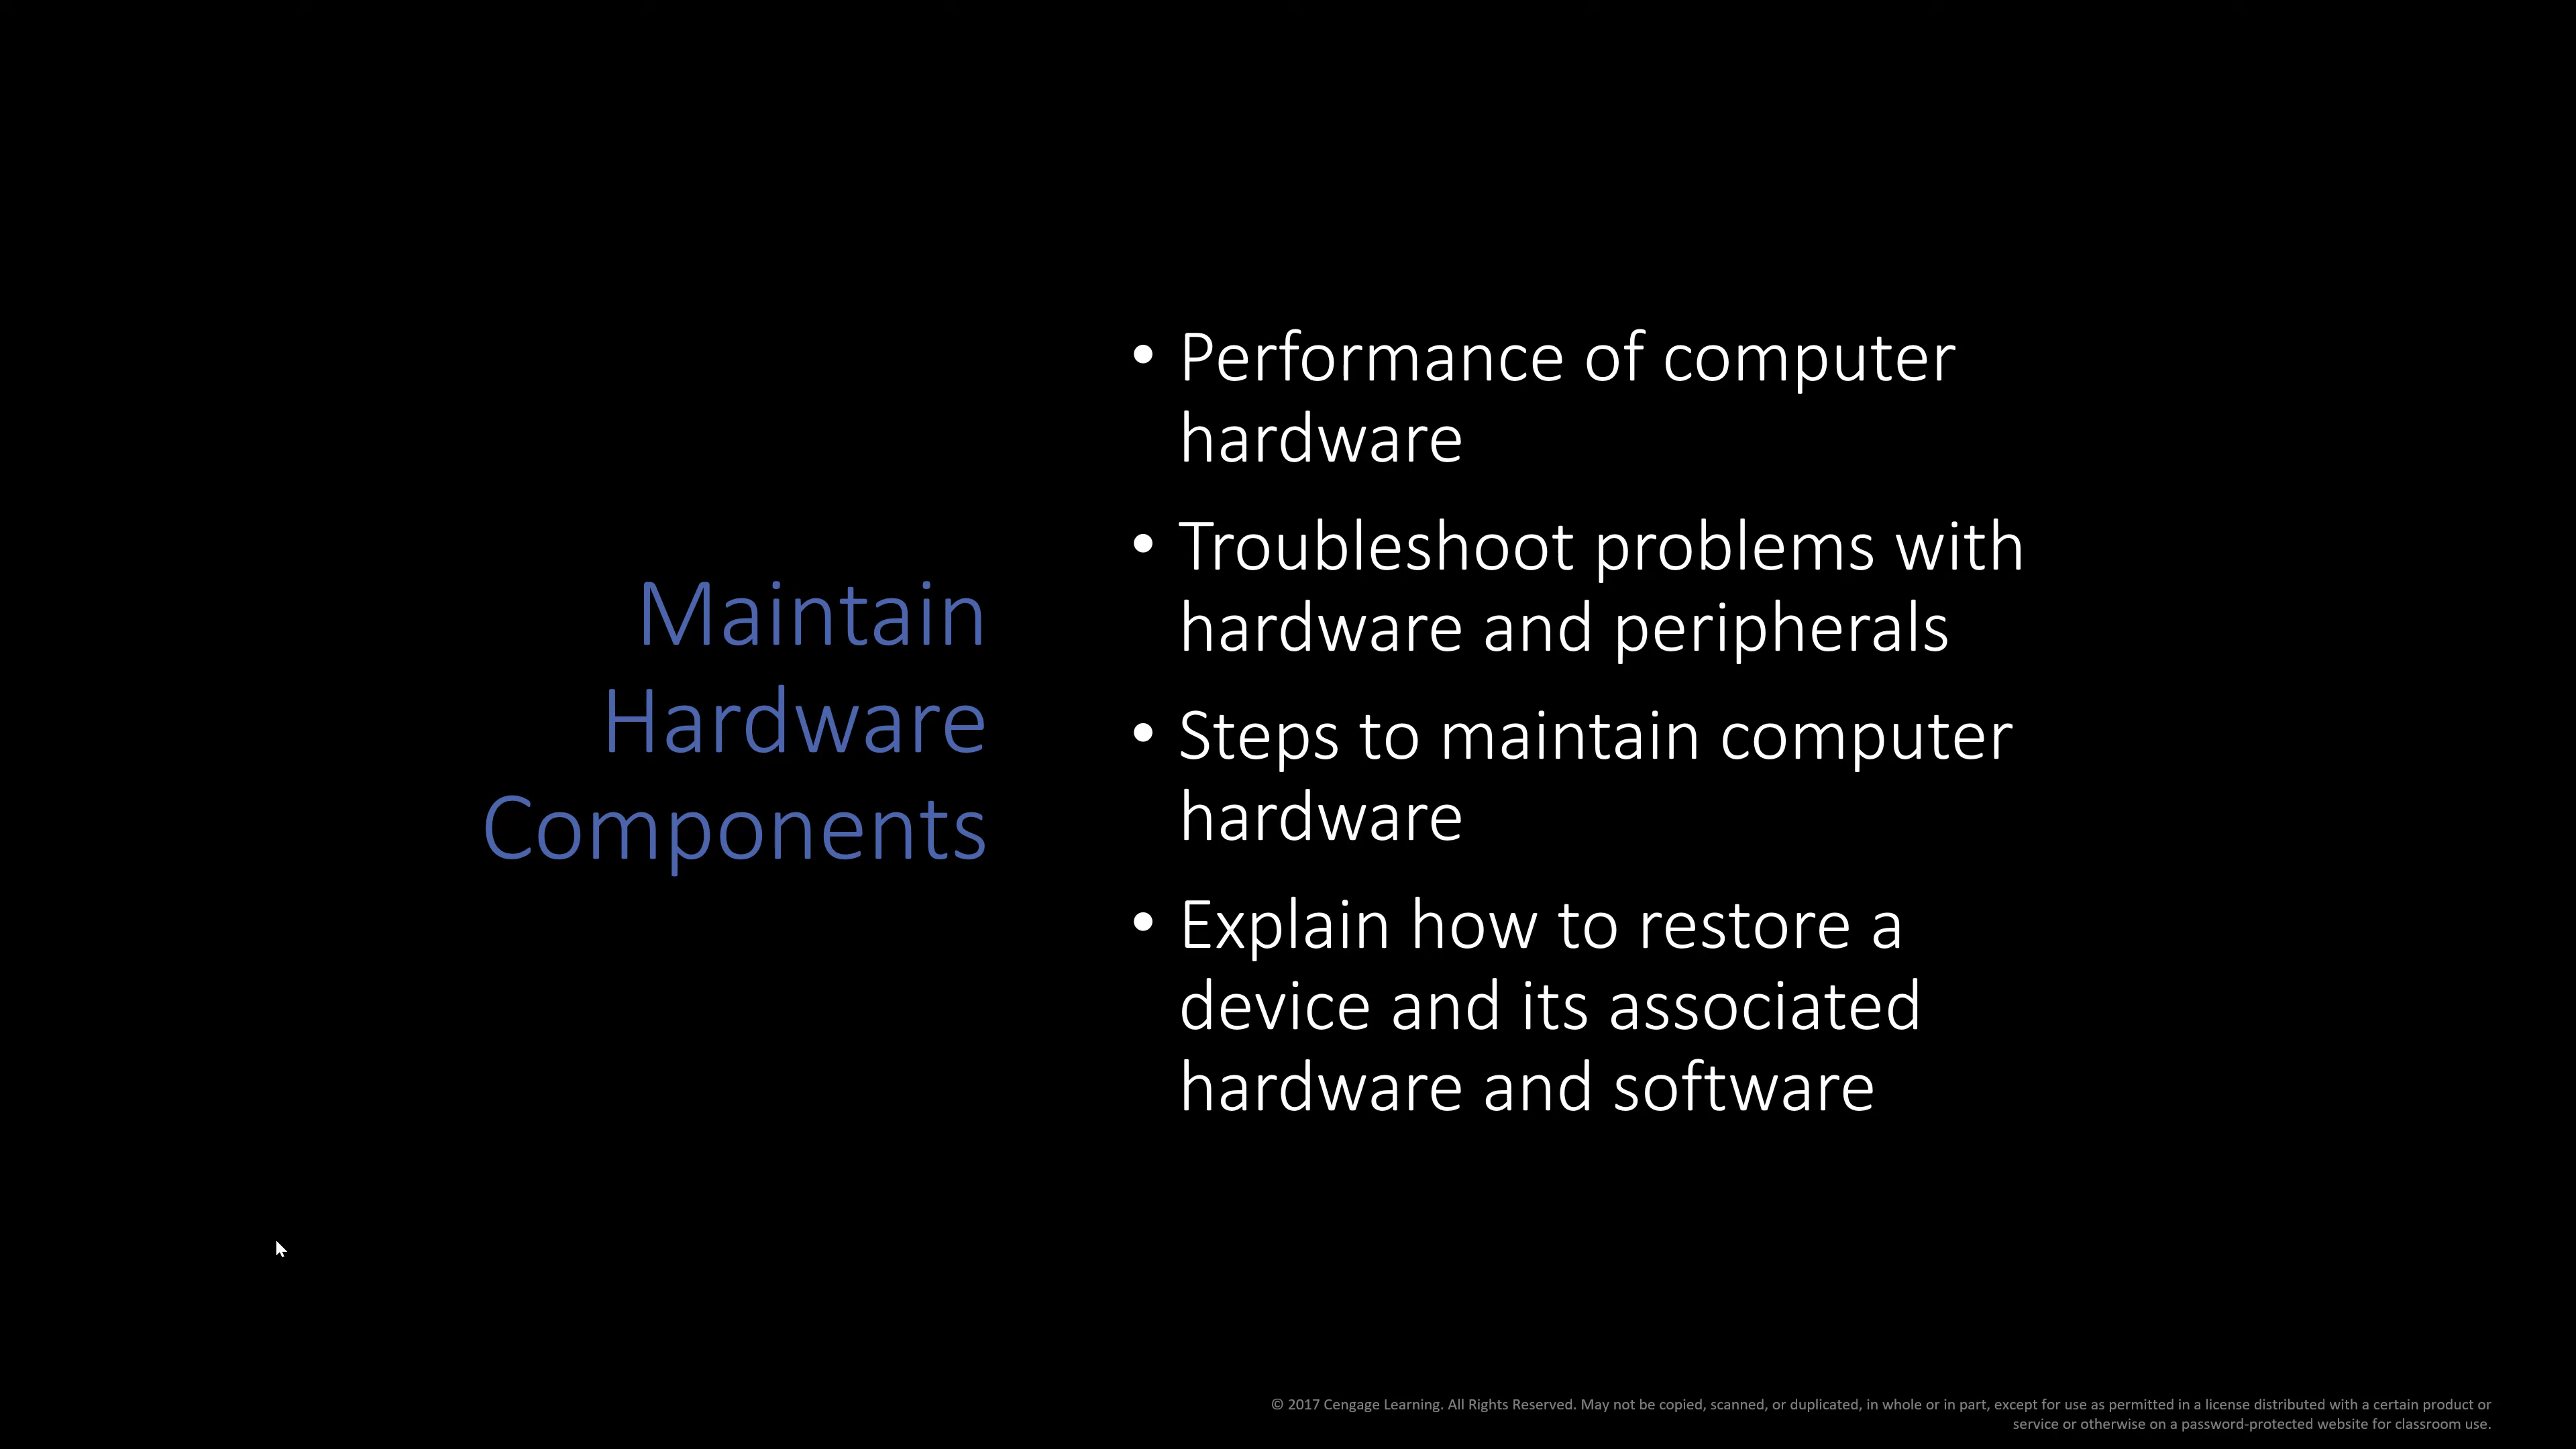 Maintain
Hardware
Components
• Performance of computer
hardware
• Troubleshoot problems with
hardware and peripherals
• Steps to maintain computer
hardware
• Explain how to restore a
device and its associated
hardware and software
© 2017 Cengage Learning. All Rights Reserved. May not be copied, scanned, or duplicated, in whole or in part, except for use as permitted in a license distributed with a certain product or
service or otherwise on a password-protected website for classroom use.